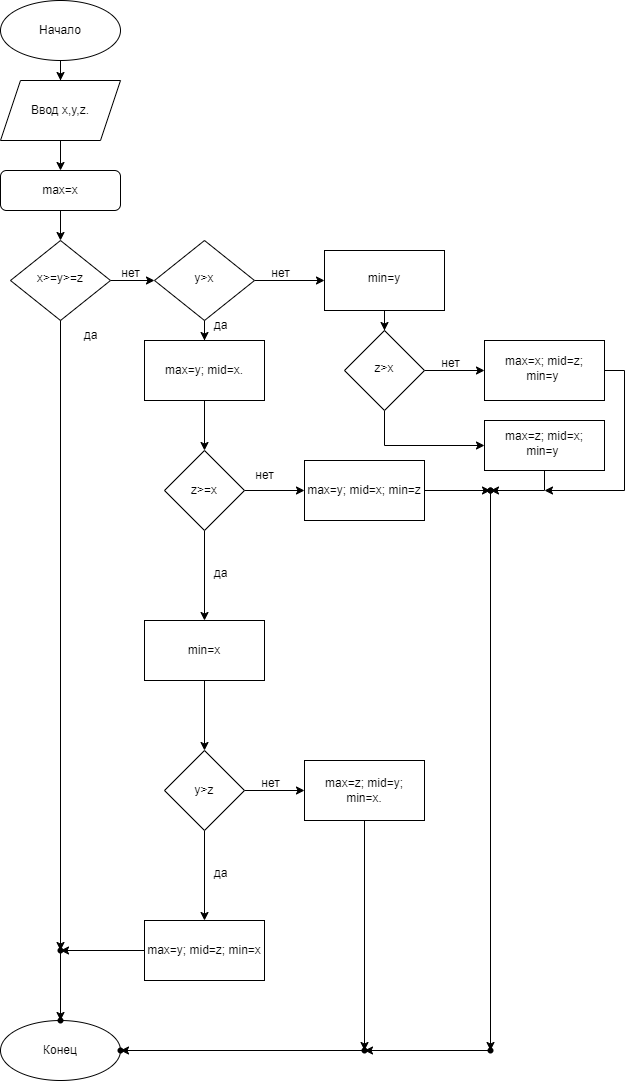 Начало
Ввод x,y,z.
max=x
x>=y>=z
нет
y>x
нет
min=y
да
да
max=y; mid=x.
z>x
нет
max=x; mid=z;
min=y
max=z; mid=x;
min=y
z>=x
нет
max=y; mid=x; min=z
да
min=x
y>z
нет
max=z; mid=y;
min=x.
да
max=y; mid=z; min=x
Конец